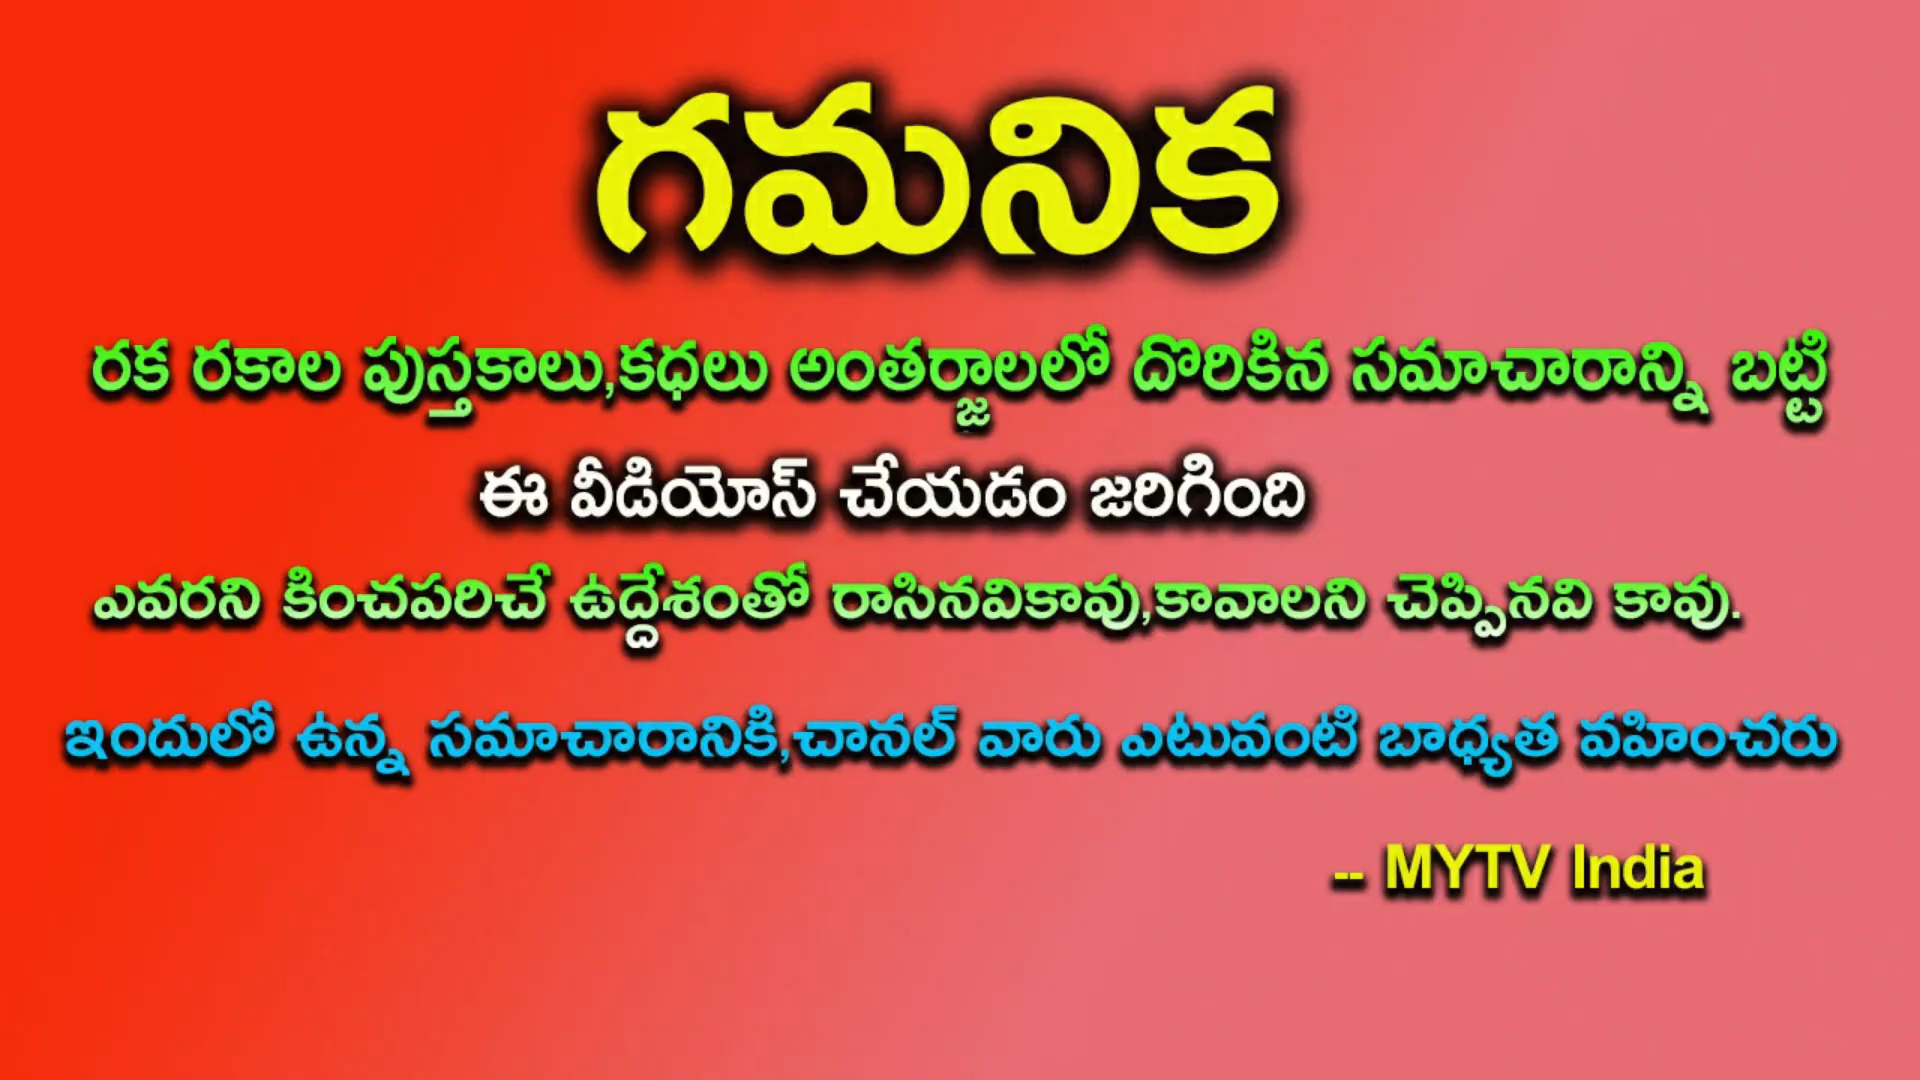 గమనిక
రక రకాల పుస్తకాలు,కధలు అంతర్జాలలో దొరికిన సమాచారాన్ని బట్టి
ఈ వీడియోస్ చేయడం జరిగింది
ఎవరని కించపరిచే ఉద్దేశంతో రాసినవికావు,కావాలని చెప్పినవి కావు.
ఇందులో ఉన్న సమాచారానికి,చానల్ వారు ఎటువంటి బాధ్యత వహించరు
-- MYTV India